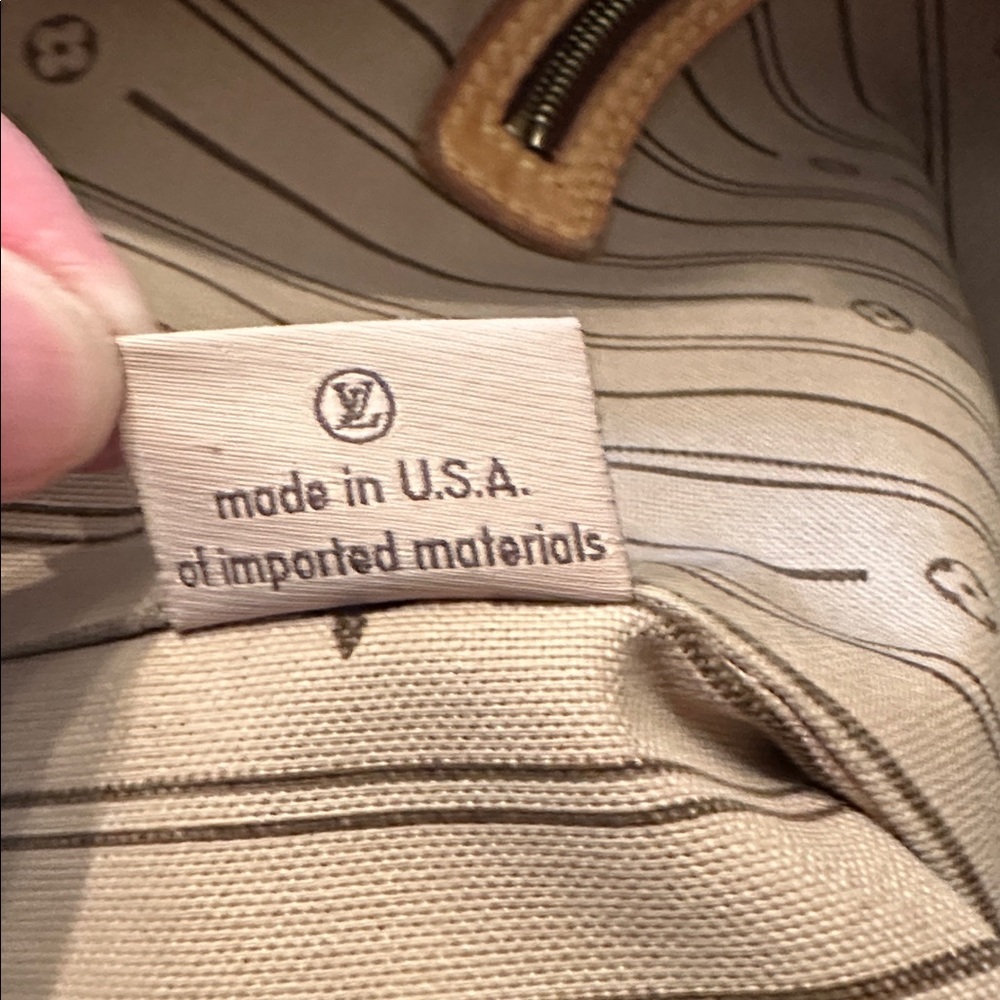 LV
made in U.S.A.
of imported materials